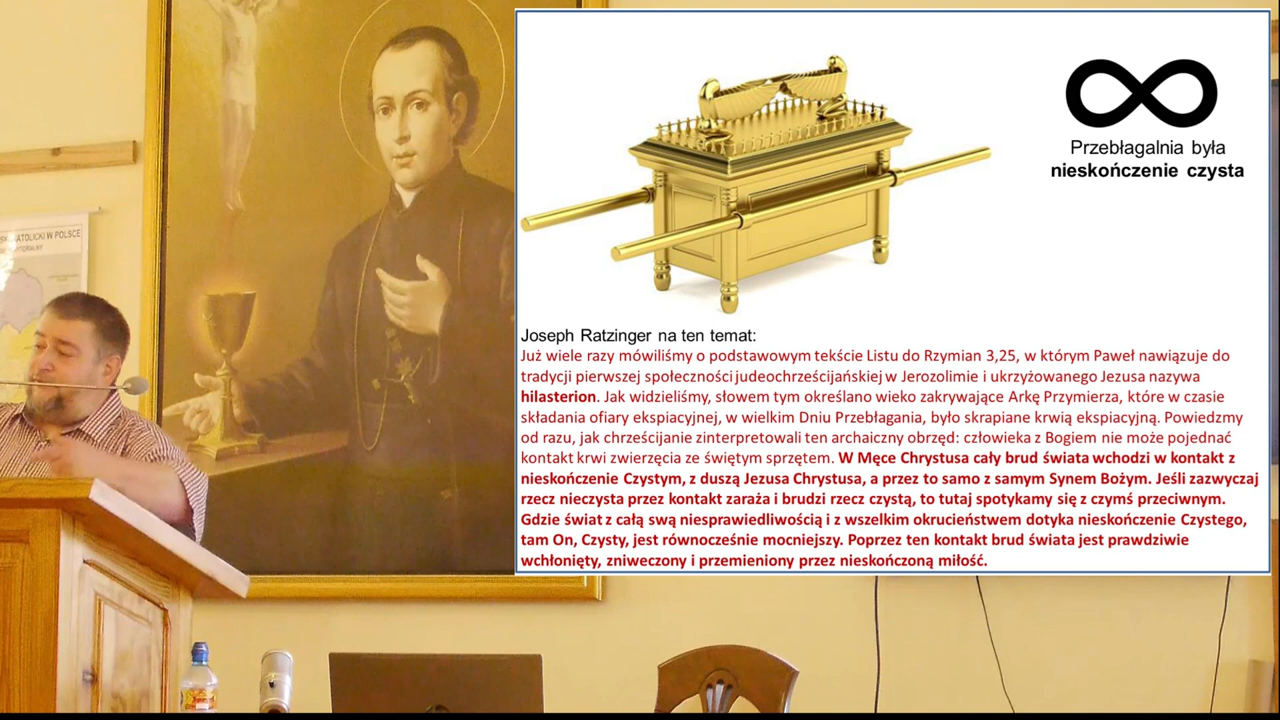 ATOLICKI W POLSCE
Przebłagalnia była
nieskończenie czysta
Joseph Ratzinger na ten temat:
Już wiele razy mówiliśmy o podstawowym tekście Listu do Rzymian 3,25, w którym Paweł nawiązuje do
tradycji pierwszej społeczności judeochrześcijańskiej w Jerozolimie i ukrzyżowanego Jezusa nazywa
hilasterion. Jak widzieliśmy, słowem tym określano wieko zakrywające Arkę Przymierza, które w czasie
składania ofiary ekspiacyjnej, w wielkim Dniu Przebłagania, było skrapiane krwią ekspiacyjną. Powiedzmy
od razu, jak chrześcijanie zinterpretowali ten archaiczny obrzęd: człowieka z Bogiem nie może pojednać
kontakt krwi zwierzęcia ze świętym sprzętem. W Męce Chrystusa cały brud świata wchodzi w kontakt z
nieskończenie Czystym, z duszą Jezusa Chrystusa, a przez to samo z samym Synem Bożym. Jeśli zazwyczaj
rzecz nieczysta przez kontakt zaraża i brudzi rzecz czystą, to tutaj spotykamy się z czymś przeciwnym.
Gdzie świat z całą swą niesprawiedliwością i z wszelkim okrucieństwem dotyka nieskończenie Czystego,
tam On, Czysty, jest równocześnie mocniejszy. Poprzez ten kontakt brud świata jest prawdziwie
wchłonięty, zniweczony i przemieniony przez nieskończoną miłość.